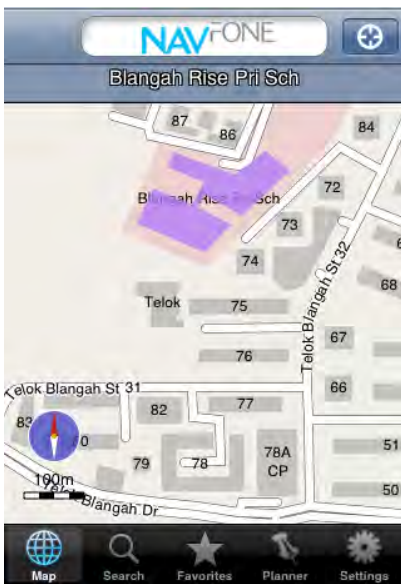 NAVFONE
Blangah Rise Pri Sch
87
86
84
Blangah Rise Pri Sch
72
73
74
68
Telok
75
Telok Blangah St 32
67
76
66
Telok Blangah St 31
82
77
83
51
79
78
78A
CP
100m
50
Telok Blangah Dr
Map Search Favorites Planner Settings